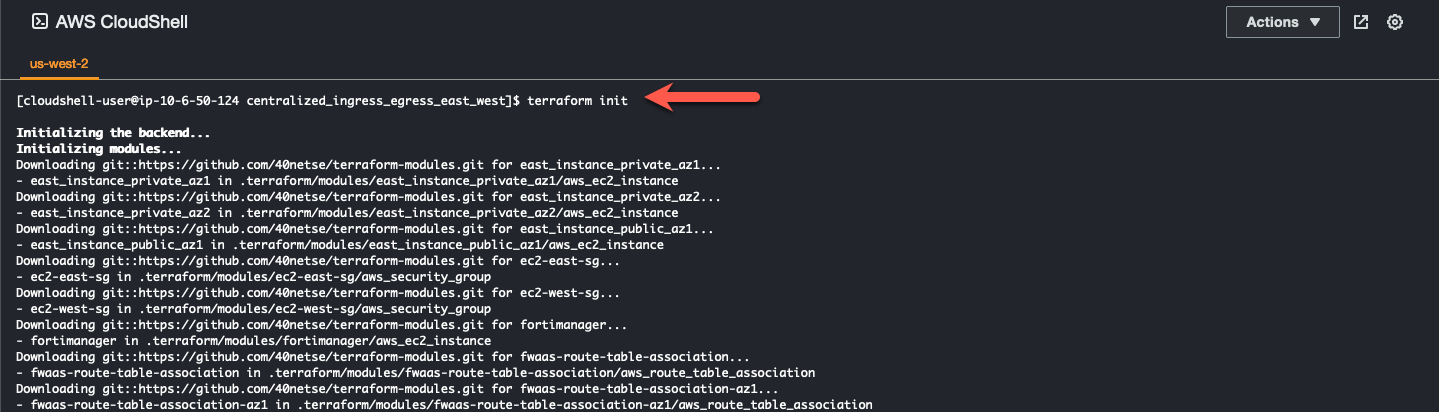 AWS CloudShell
Actions
us-west-2
[cloudshell-user@ip-10-6-50-124 centralized_ingress_egress_east_west]$ terraform init
Initializing the backend...
Initializing modules...
Downloading git::https://github.com/40netse/terraform-modules.git for east_instance_private_az1...
- east_instance_private_az1 in .terraform/modules/east_instance_private_az1/aws_ec2_instance
Downloading git::https://github.com/40netse/terraform-modules.git for east_instance_private_az2...
- east_instance_private_az2 in .terraform/modules/east_instance_private_az2/aws_ec2_instance
Downloading git::https://github.com/40netse/terraform-modules.git for east_instance_public_az1...
- east_instance_public_az1 in .terraform/modules/east_instance_public_az1/aws_ec2_instance
Downloading git::https://github.com/40netse/terraform-modules.git for ec2-east-sg...
- ec2-east-sg in .terraform/modules/ec2-east-sg/aws_security_group
Downloading git::https://github.com/40netse/terraform-modules.git for ec2-west-sg...
- ec2-west-sg in .terraform/modules/ec2-west-sg/aws_security_group
Downloading git::https://github.com/40netse/terraform-modules.git for fortimanager...
- fortimanager in .terraform/modules/fortimanager/aws_ec2_instance
Downloading git::https://github.com/40netse/terraform-modules.git for fwaas-route-table-association...
- fwaas-route-table-association in .terraform/modules/fwaas-route-table-association/aws_route_table_association
Downloading git::https://github.com/40netse/terraform-modules.git for fwaas-route-table-association-az1...
- fwaas-route-table-association-az1 in .terraform/modules/fwaas-route-table-association-az1/aws_route_table_association